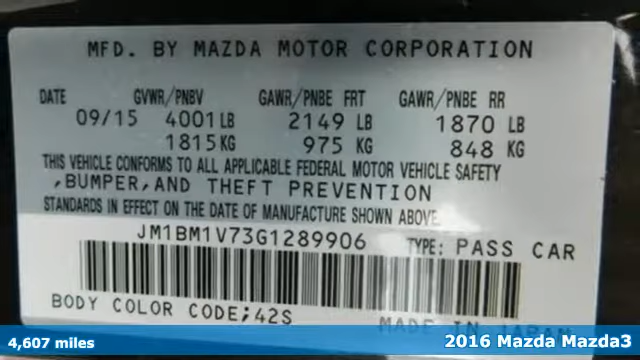 MFD. BY MAZDA MOTOR CORPORATION
DATE GVWR/PNBV GAWR/PNBE FRT GAWR/PNBE RR
09/15 4001 LB 2149 LB 1870 LB
1815 KG 975 KG 848 KG
THIS VEHICLE CONFORMS TO ALL APPLICABLE FEDERAL MOTOR VEHICLE SAFETY
,BUMPER,AND THEFT PREVENTION
STANDARDS IN EFFECT ON THE DATE OF MANUFACTURE SHOWN ABOVE.
JM1BM1V73G1289906 TYPE: PASS CAR
BODY COLOR CODE;42S
MADE IN JAPAN
4,607 miles 2016 Mazda Mazda3